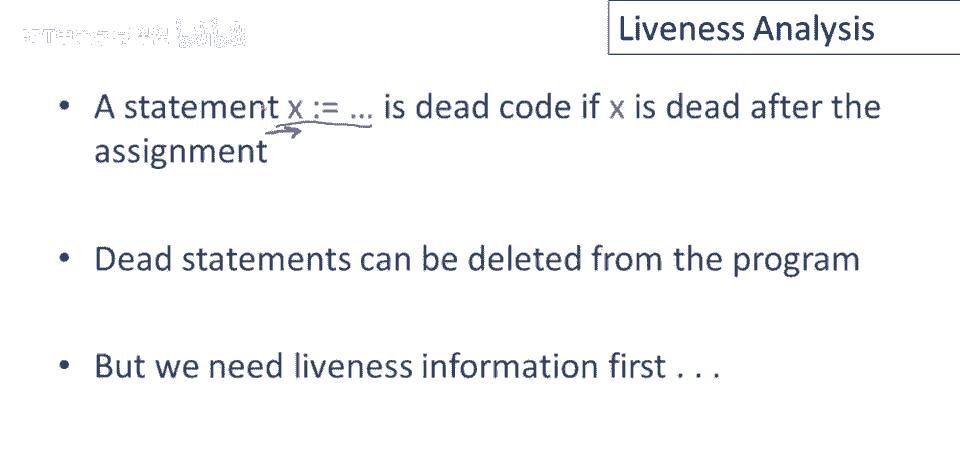 Liveness Analysis
• A statement x := ... is dead code if x is dead after the
assignment
• Dead statements can be deleted from the program
• But we need liveness information first . . .